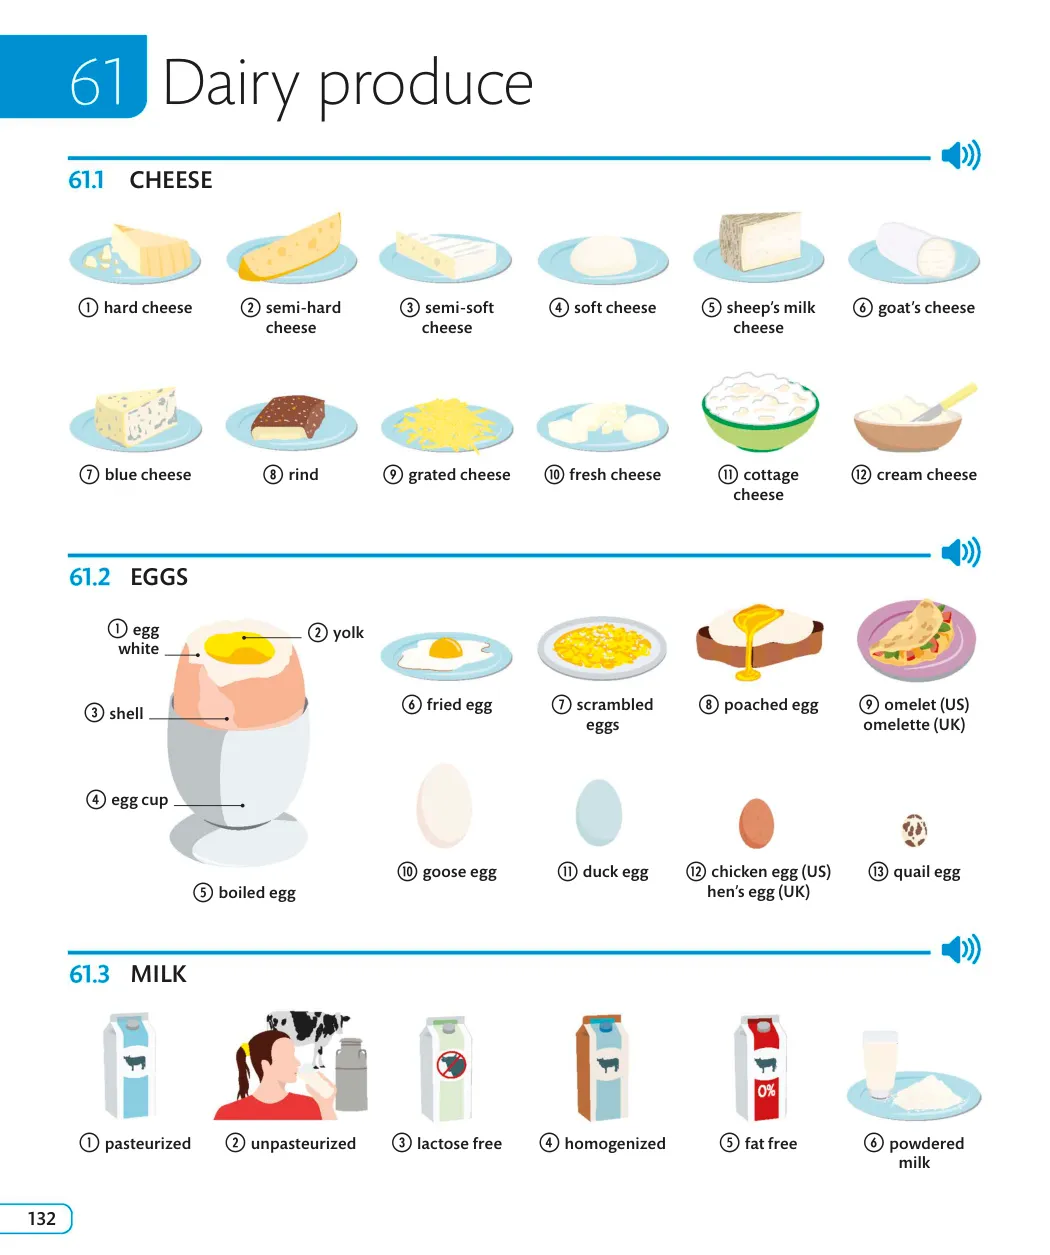 61 Dairy produce
61.1 CHEESE
① hard cheese
② semi-hard
cheese
③ semi-soft
cheese
④ soft cheese
⑤ sheep's milk
cheese
⑥ goat's cheese
⑦ blue cheese
⑧ rind
⑨ grated cheese
⑩ fresh cheese
⑪ cottage
cheese
⑫ cream cheese
61.2 EGGS
① egg
white
② yolk
③ shell
④ egg cup
⑤ boiled egg
⑥ fried egg
⑦ scrambled
eggs
⑧ poached egg
⑨ omelet (US)
omelette (UK)
⑩ goose egg
⑪ duck egg
⑫ chicken egg (US)
hen's egg (UK)
⑬ quail egg
61.3 MILK
0%
① pasteurized
② unpasteurized
③ lactose free
④ homogenized
⑤ fat free
⑥ powdered
milk
132